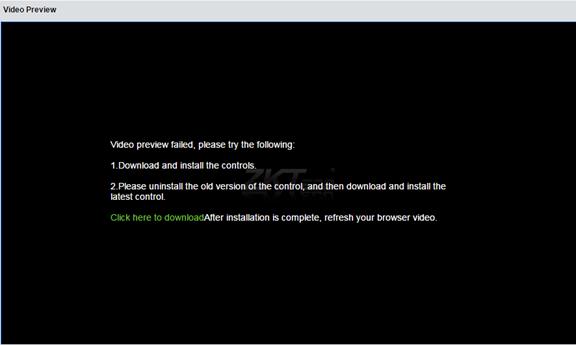 Video Preview
Video preview failed, please try the following:
1.Download and install the controls.
ZKTeco
2.Please uninstall the old version of the control, and then download and install the
latest control.
Click here to downloadAfter installation is complete, refresh your browser video.